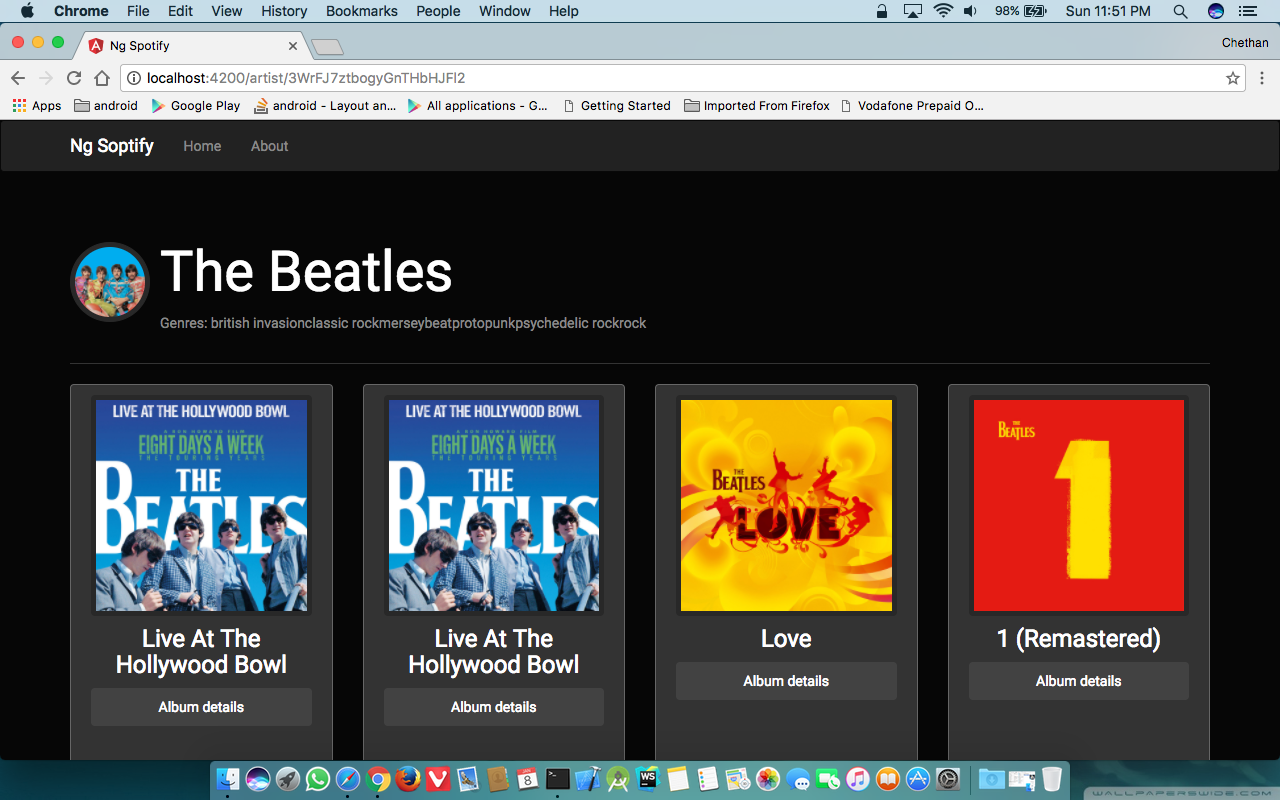 Chrome File Edit View History Bookmarks People Window Help 98% Sun 11:51 PM
Ng Spotify Chethan
localhost:4200/artist/3WrFJ7ztbogyGnTHbHJFl2
Apps android Google Play android - Layout an... All applications - G... Getting Started Imported From Firefox Vodafone Prepaid O...
Ng Soptify Home About
The Beatles
Genres: british invasionclassic rockmerseybeatprotopunkpsychedelic rockrock
LIVE AT THE HOLLYWOOD BOWL
A RON HOWARD FILM
EIGHT DAYS A WEEK
THE TOURING YEARS
THE
BEATLES
Live At The
Hollywood Bowl
Album details
LIVE AT THE HOLLYWOOD BOWL
A RON HOWARD FILM
EIGHT DAYS A WEEK
THE TOURING YEARS
THE
BEATLES
Live At The
Hollywood Bowl
Album details
THE
BEATLES
LOVE
Love
Album details
THE
BEATLES
1
1 (Remastered)
Album details
8
WS
WALLPAPERSWIDE.COM